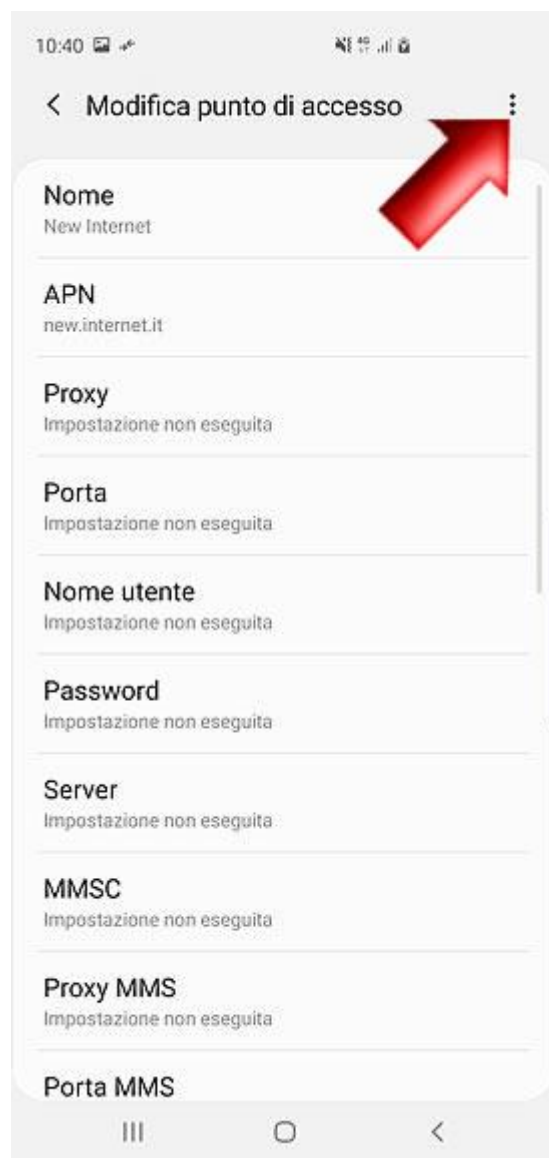 10:40
Modifica punto di accesso
Nome
New Internet
APN
new.internet.it
Proxy
Impostazione non eseguita
Porta
Impostazione non eseguita
Nome utente
Impostazione non eseguita
Password
Impostazione non eseguita
Server
Impostazione non eseguita
MMSC
Impostazione non eseguita
Proxy MMS
Impostazione non eseguita
Porta MMS